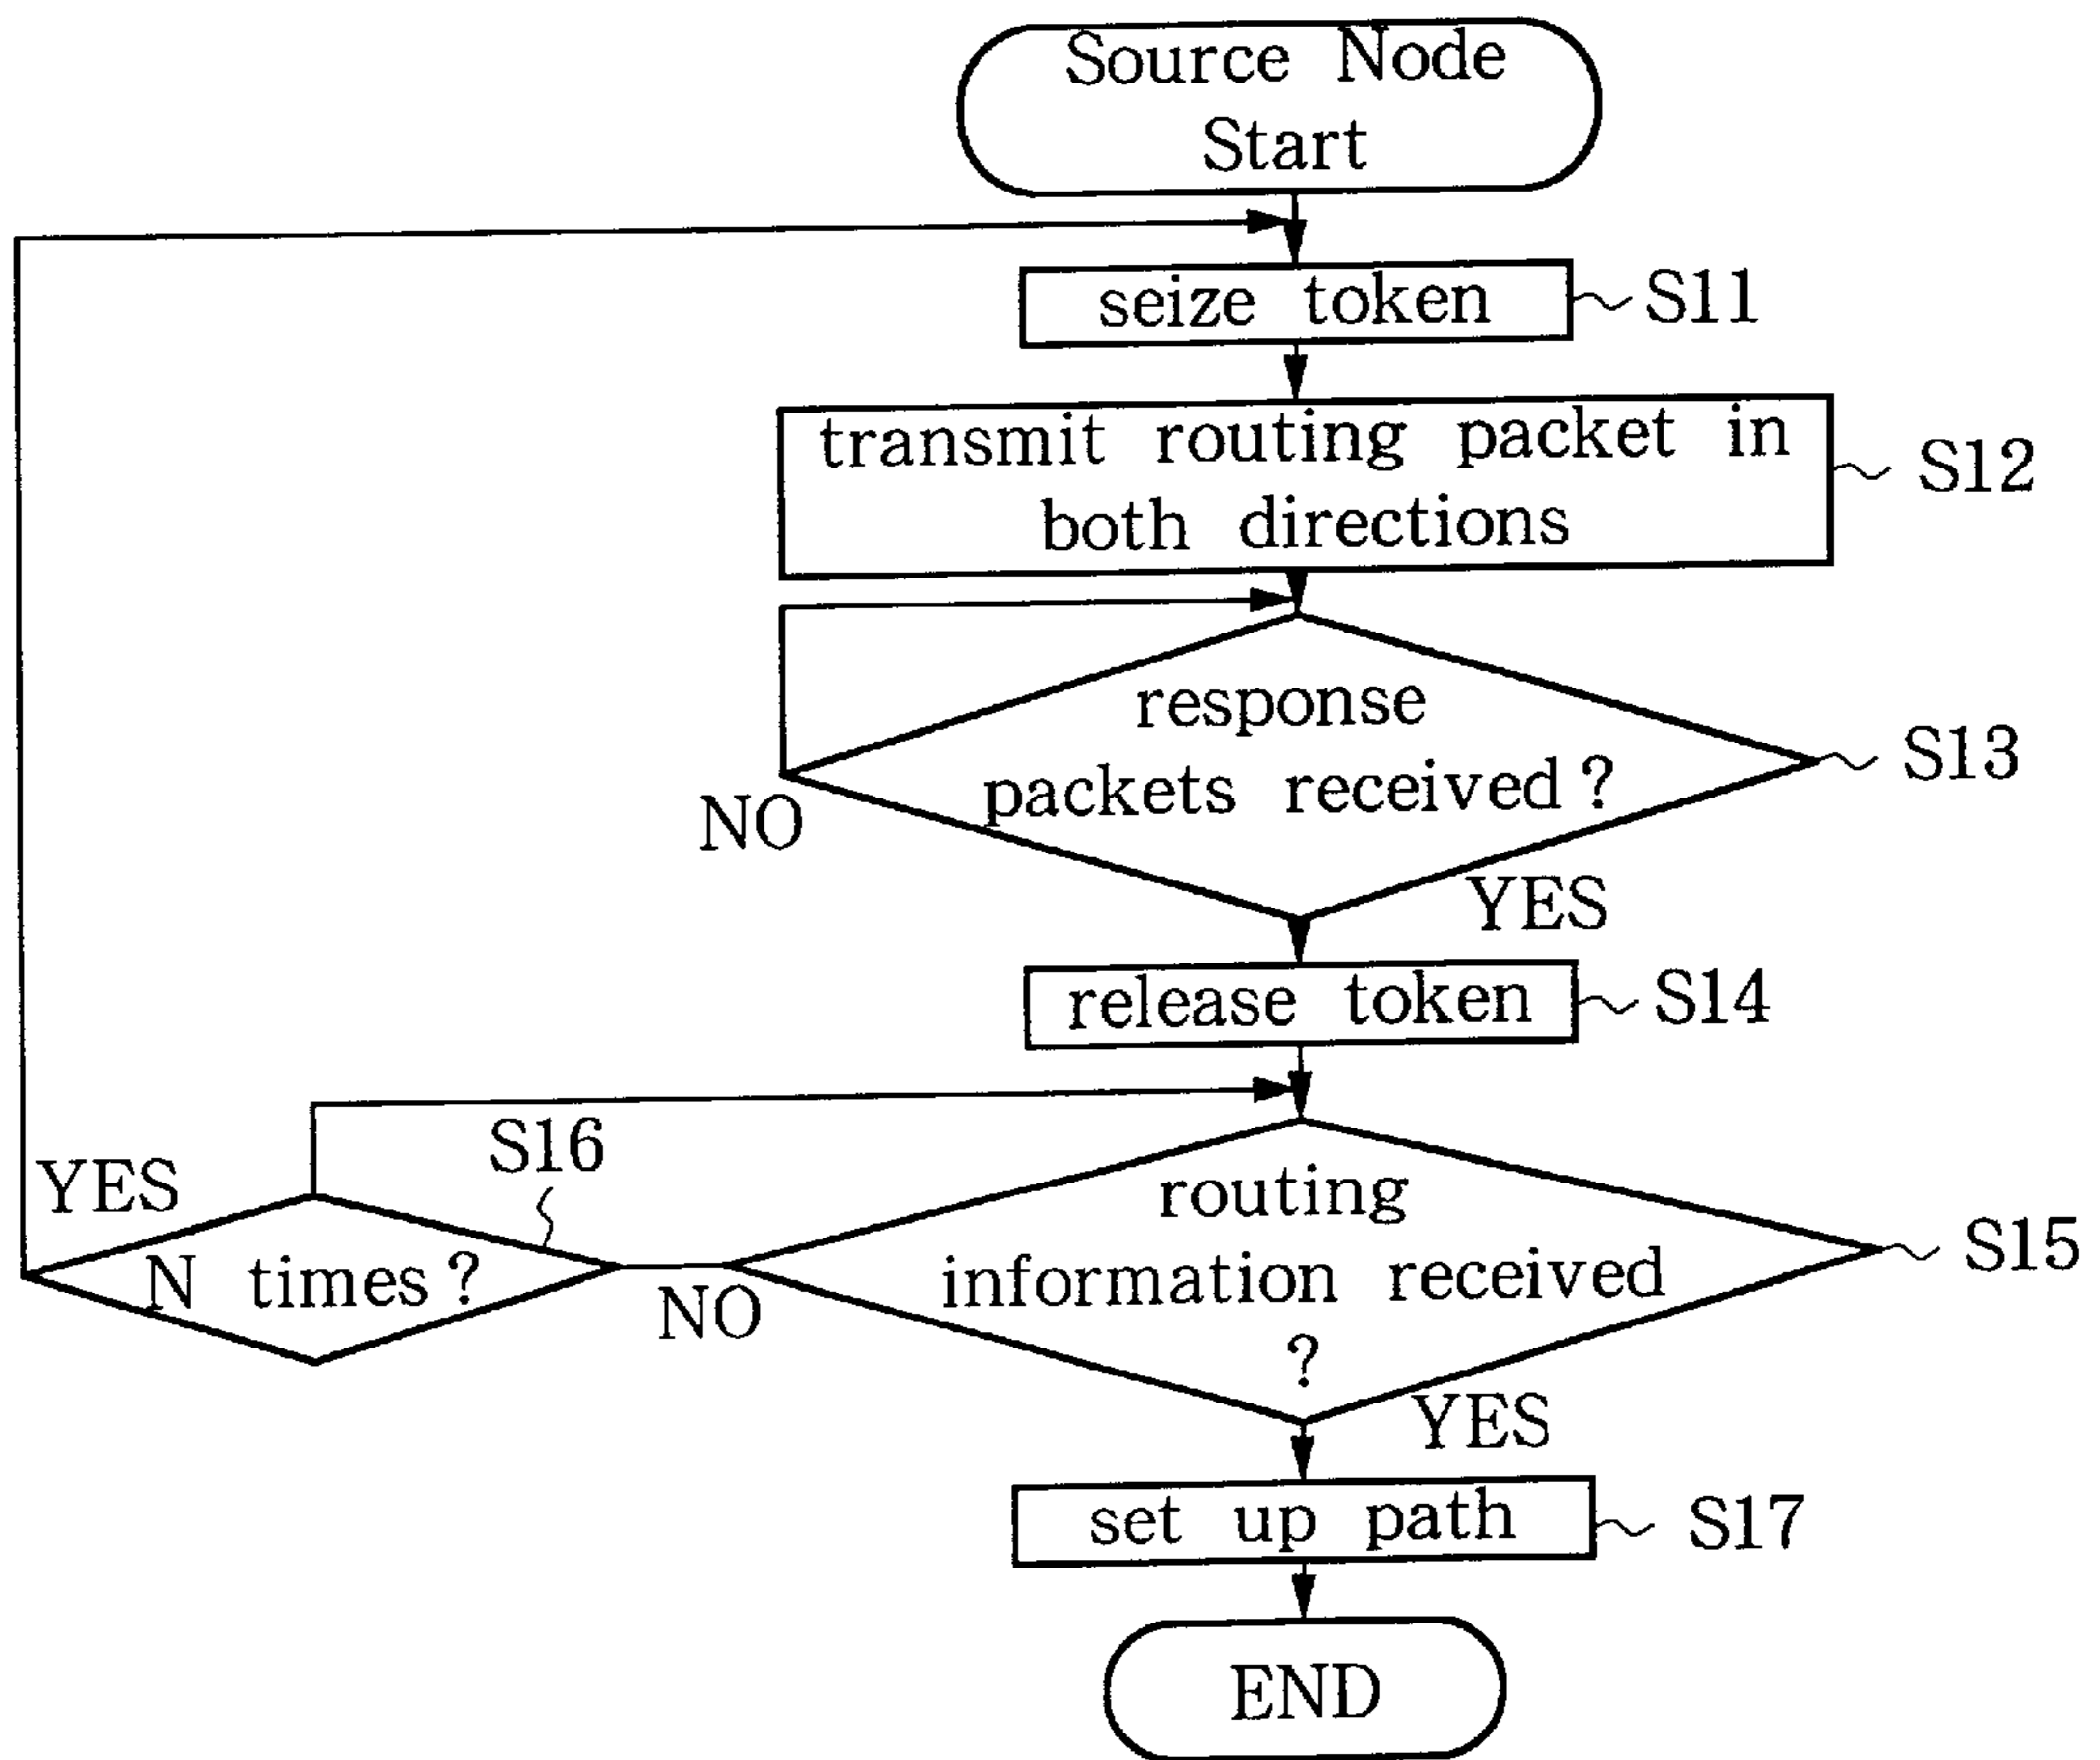 Source Node
Start
seize token
S11
transmit routing packet in
both directions
S12
response
packets received?
S13
NO
YES
release token
S14
S16
YES
N times?
NO
routing
information received
?
S15
YES
set up path
S17
END